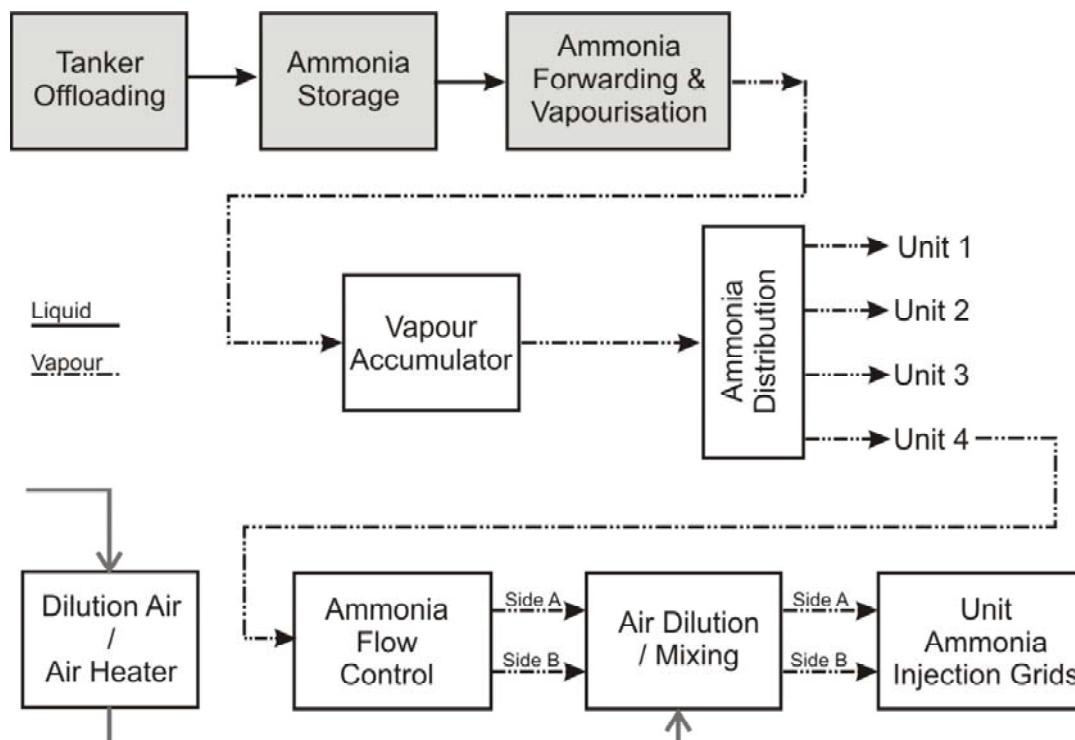 Tanker
Offloading
Ammonia
Storage
Ammonia
Forwarding &
Vapourisation
Liquid
Vapour
Vapour
Accumulator
Ammonia
Distribution
Unit 1
Unit 2
Unit 3
Unit 4
Dilution Air
/
Air Heater
Ammonia
Flow
Control
Side A
Side B
Air Dilution
/ Mixing
Side A
Side B
Unit
Ammonia
Injection Grids